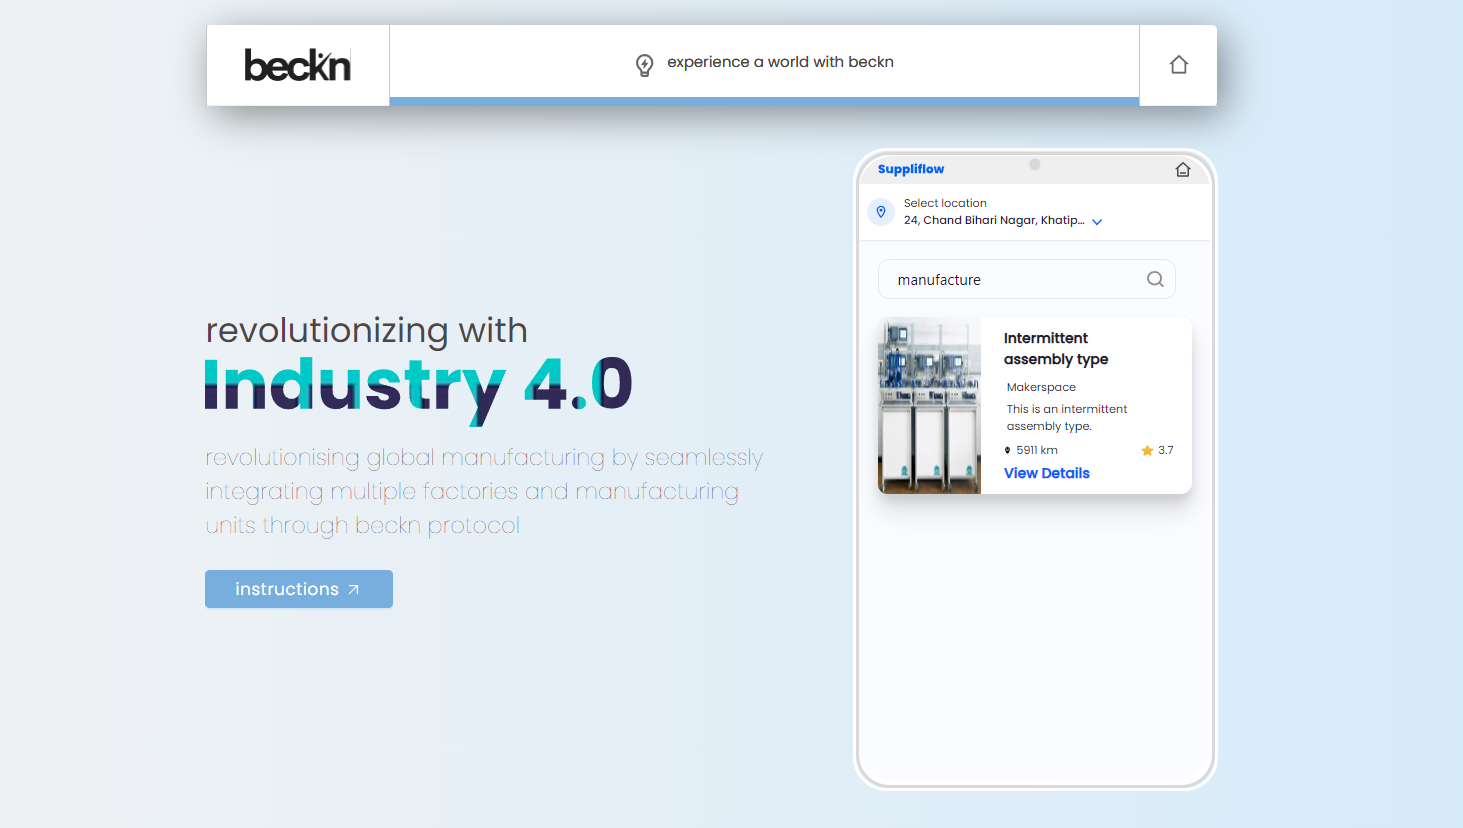 beckn
experience a world with beckn
revolutionizing with
Industry 4.0
revolutionising global manufacturing by seamlessly
integrating multiple factories and manufacturing
units through beckn protocol
instructions
Suppliflow
Select location
24, Chand Bihari Nagar, Khatip...
manufacture
Intermittent
assembly type
Makerspace
This is an intermittent
assembly type.
5911 km
3.7
View Details